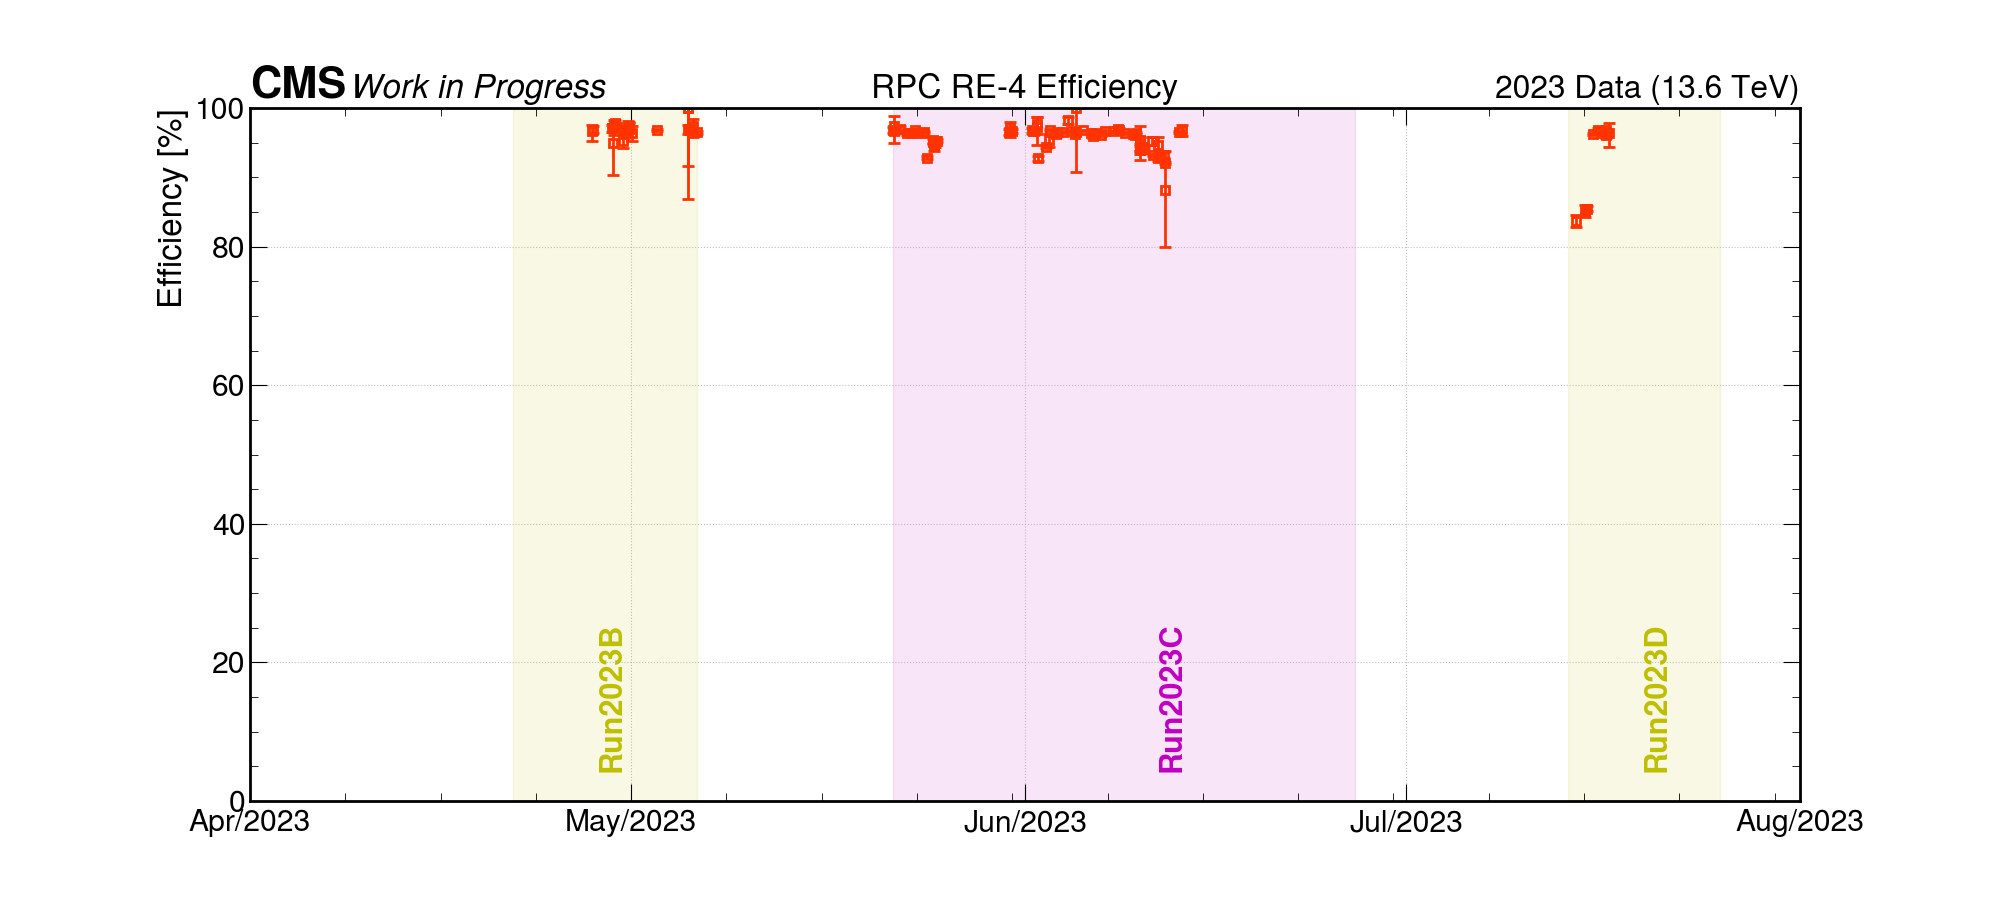 CMS Work in Progress RPC RE-4 Efficiency 2023 Data (13.6 TeV)
Efficiency [%]
100
80
60
40
20
0
Run2023B Run2023C Run2023D
Apr/2023 May/2023 Jun/2023 Jul/2023 Aug/2023